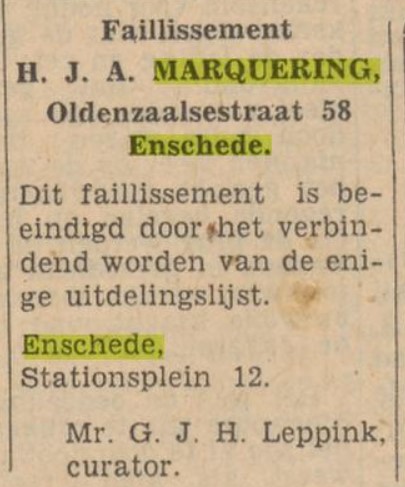 Faillissement
H. J. A. MARQUERING,
Oldenzaalsestraat 58
Enschede.
Dit faillissement is be-
eindigd door het verbin-
dend worden van de eni-
ge uitdelingslijst.
Enschede,
Stationsplein 12.
Mr. G. J. H. Leppink,
curator.